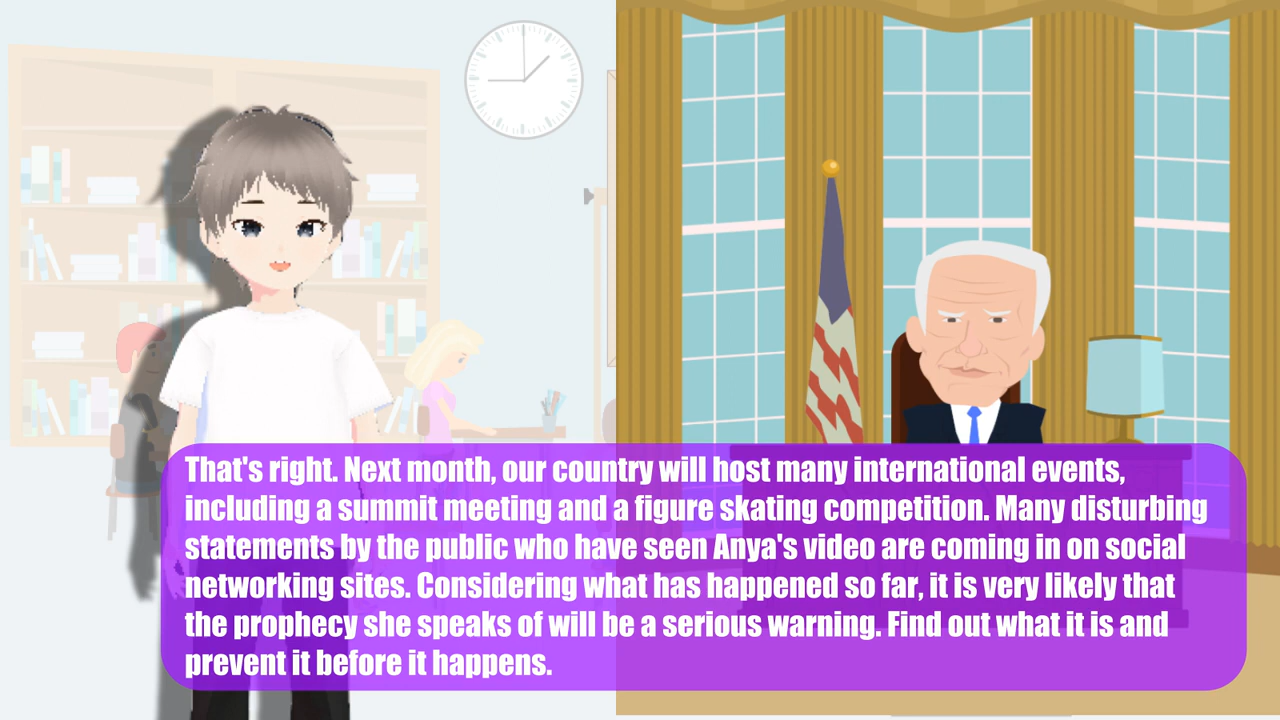 That's right. Next month, our country will host many international events,
including a summit meeting and a figure skating competition. Many disturbing
statements by the public who have seen Anya's video are coming in on social
networking sites. Considering what has happened so far, it is very likely that
the prophecy she speaks of will be a serious warning. Find out what it is and
prevent it before it happens.